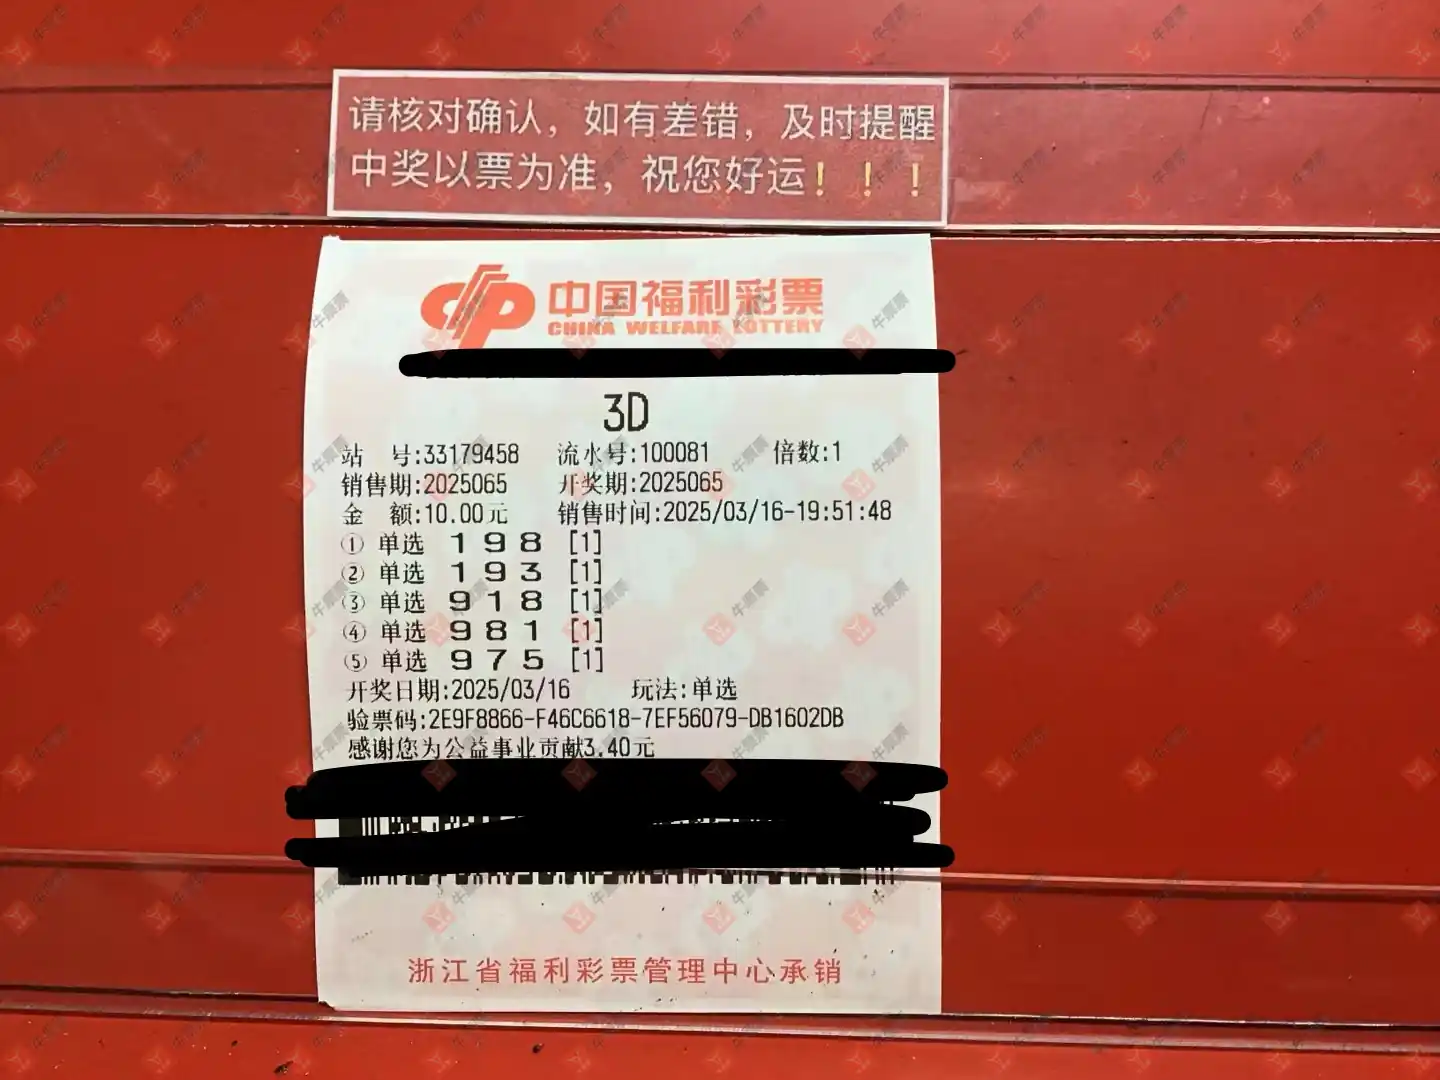 请核对确认，如有差错，及时提醒
中奖以票为准，祝您好运！！！
中国福利彩票
CHINA WELFARE LOTTERY
3D
站 号:33179458 流水号:100081 倍数:1
销售期:2025065 开奖期:2025065
金 额:10.00元 销售时间:2025/03/16-19:51:48
① 单选 1 9 8 [1]
② 单选 1 9 3 [1]
③ 单选 9 1 8 [1]
④ 单选 9 8 1 [1]
⑤ 单选 9 7 5 [1]
开奖日期:2025/03/16 玩法:单选
验票码:2E9F8866-F46C6618-7EF56079-DB1602DB
感谢您为公益事业贡献3.40元
浙江省福利彩票管理中心承销
牛票票